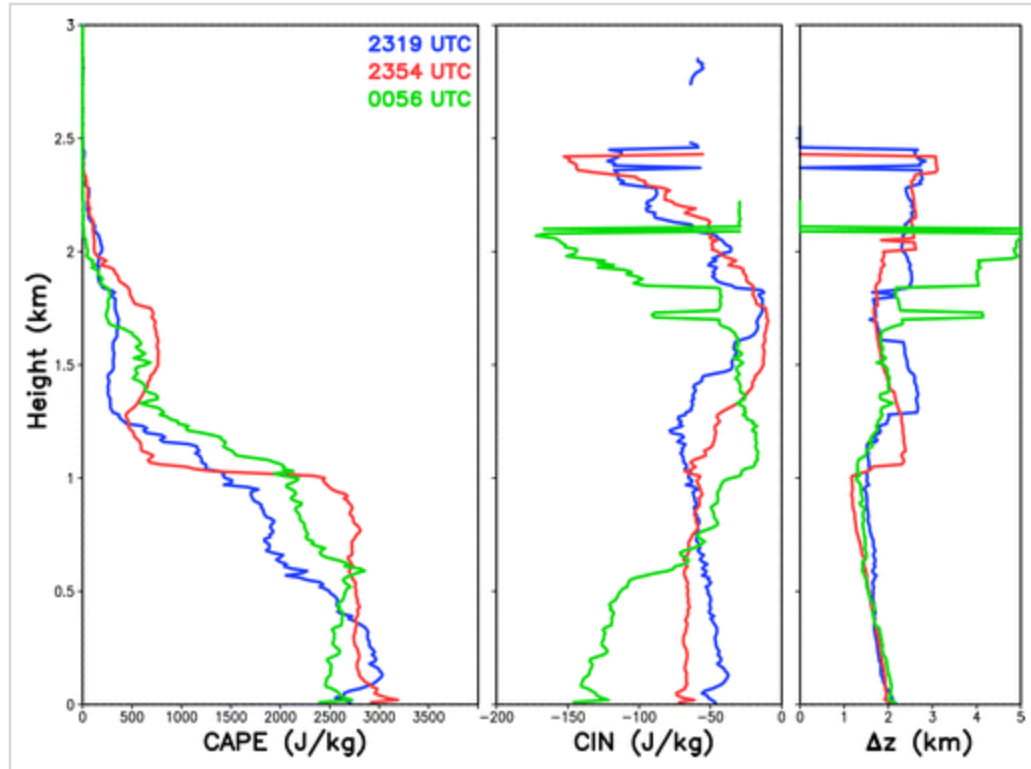 2319 UTC
2354 UTC
0056 UTC
Height (km)
3
2.5
2
1.5
1
0.5
0
0 500 1000 1500 2000 2500 3000 3500
CAPE (J/kg)
-200 -150 -100 -50 0
CIN (J/kg)
0 1 2 3 4 5
Δz (km)